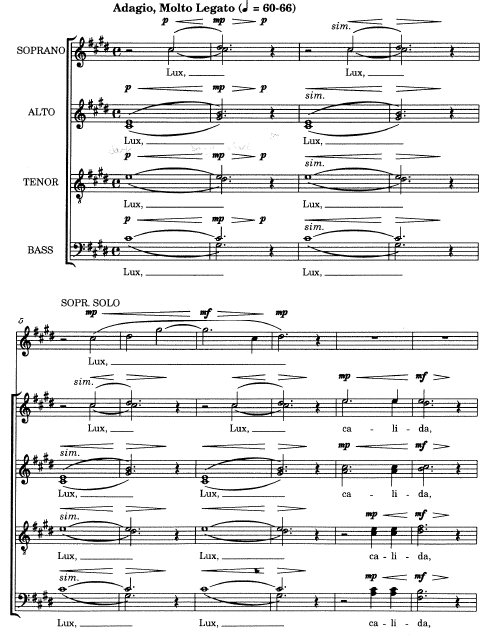 Adagio, Molto Legato (♩ = 60-66)
p mp p sim.
SOPRANO
Lux, Lux,
p mp p sim.
ALTO
Lux, Lux,
p mp p sim.
TENOR
Lux, Lux,
p mp p sim.
BASS
Lux, Lux,
SOPR. SOLO
5 mp mf mp
Lux,
sim. mp mf
Lux, Lux, ca - li - da,
sim. mp mf
Lux, Lux, ca - li - da,
sim. mp mf
Lux, Lux, ca - li - da,
sim. mp mf
Lux, Lux, ca - li - da,